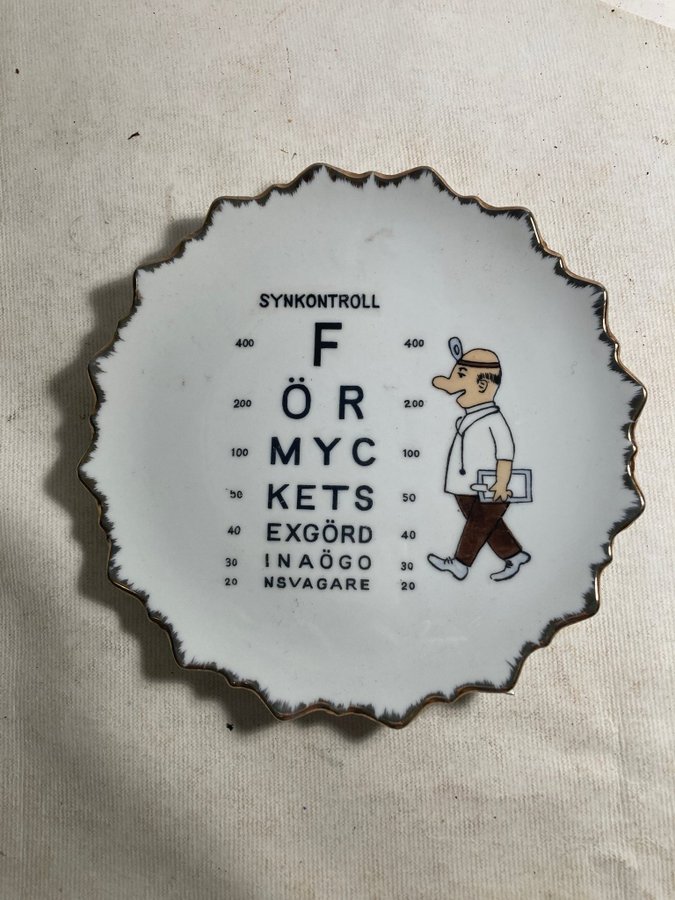 SYNKONTROLL
400 F 400
200 Ö R 200
100 MYC 100
50 KETS 50
40 EXGÖRD 40
30 INAÖGO 30
20 NSVAGARE 20